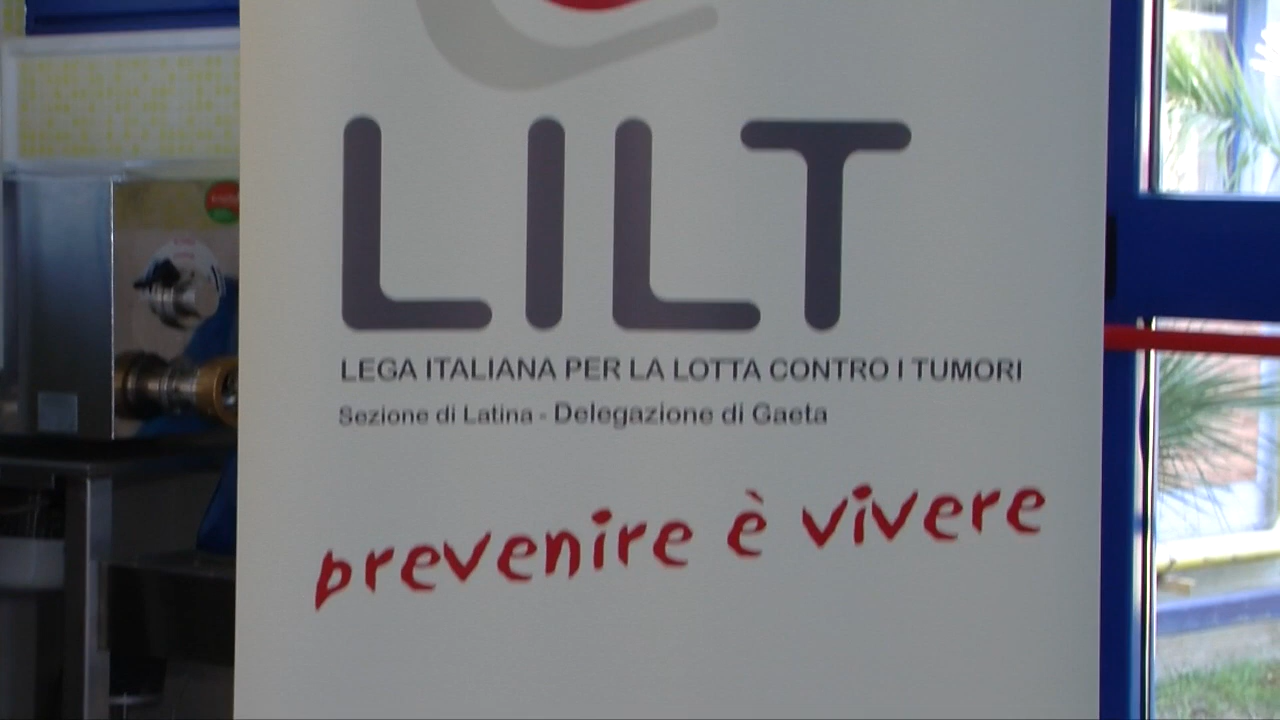 LILT
LEGA ITALIANA PER LA LOTTA CONTRO I TUMORI
Sezione di Latina - Delegazione di Gaeta
prevenire è vivere